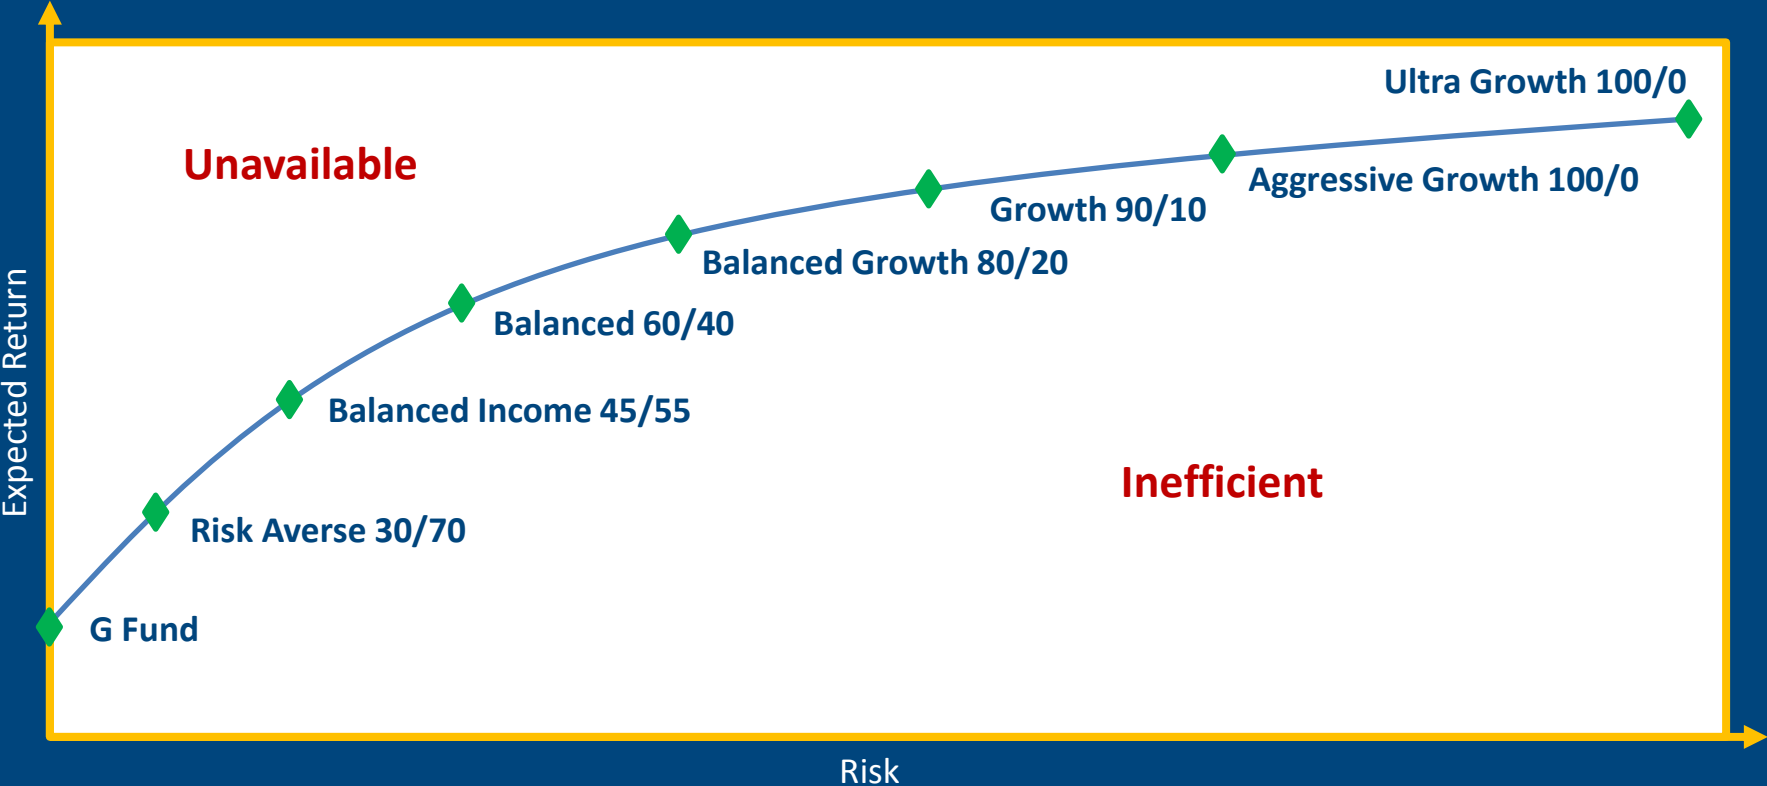 Ultra Growth 100/0
Unavailable
Aggressive Growth 100/0
Growth 90/10
Balanced Growth 80/20
Balanced 60/40
Balanced Income 45/55
Inefficient
Risk Averse 30/70
G Fund
Expected Return
Risk